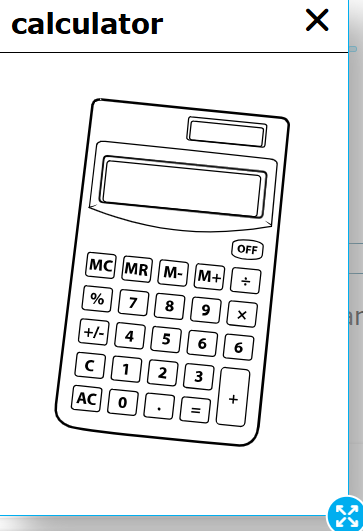 calculator
OFF
MC MR M- M+ ÷
% 7 8 9 ×
+/- 4 5 6 6
C 1 2 3 +
AC 0 . =